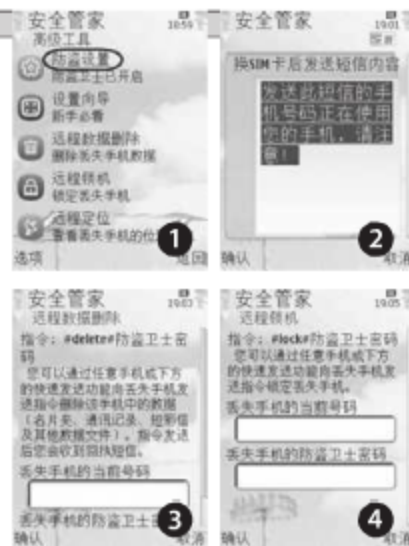 安全管家
10:59
高级工具
防盗设置
防盗卫士已开启
设置向导
新手必看
远程数据删除
删除丢失手机数据
远程锁机
锁定丢失手机
远程定位
查看丢失手机的位
选项
返回
1
安全管家
19:01
换SIM卡后发送短信内容
发送此短信的手
机号码正在使用
您的手机，请注
意！
确认
取消
2
安全管家
19:03
远程数据删除
指令：#delete#防盗卫士密
码
您可以通过任意手机或下方
的快速发送功能向丢失手机发
送指令删除该手机中的数据
（名片夹、通讯记录、短彩信
及其他数据文件）。指令发送
后您会收到回执短信。
丢失手机的当前号码
丢失手机的防盗卫士密
确认
取消
3
安全管家
19:05
远程锁机
指令：#lock#防盗卫士密码
您可以通过任意手机或下方
的快速发送功能向丢失手机发
送指令锁定丢失手机。
丢失手机的当前号码
丢失手机的防盗卫士密码
确认
取消
4